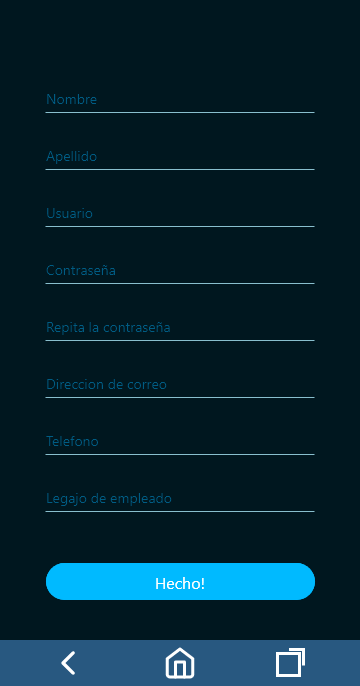 Nombre
Apellido
Usuario
Contraseña
Repita la contraseña
Direccion de correo
Telefono
Legajo de empleado
Hecho!